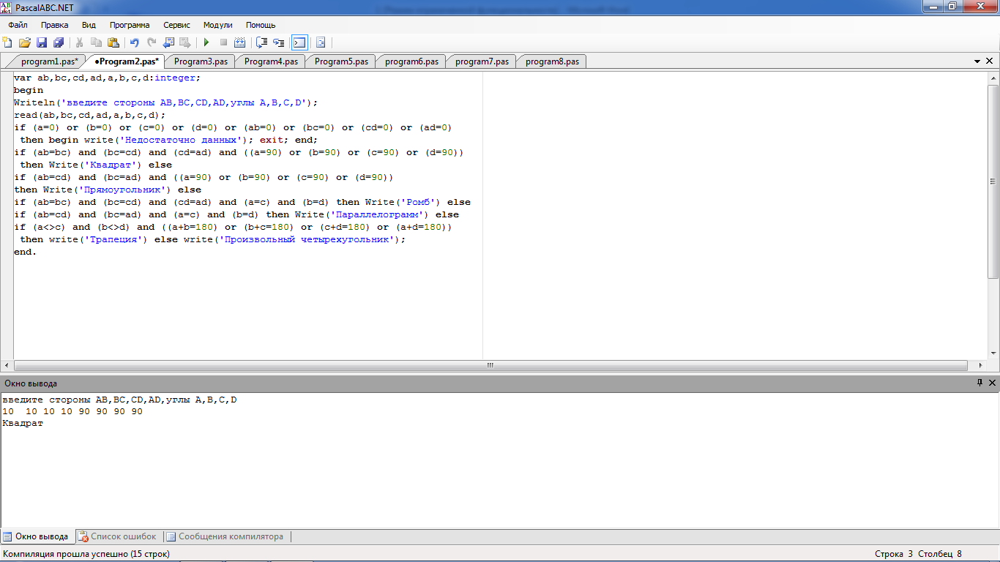 PascalABC.NET
Файл Правка Вид Программа Сервис Модули Помощь
program1.pas* •Program2.pas* Program3.pas Program4.pas Program5.pas program6.pas program7.pas program8.pas
var ab,bc,cd,ad,a,b,c,d:integer;
begin
Writeln('введите стороны AB,BC,CD,AD,углы A,B,C,D');
read(ab,bc,cd,ad,a,b,c,d);
if (a=0) or (b=0) or (c=0) or (d=0) or (ab=0) or (bc=0) or (cd=0) or (ad=0)
then begin write('Недостаточно данных'); exit; end;
if (ab=bc) and (bc=cd) and (cd=ad) and ((a=90) or (b=90) or (c=90) or (d=90))
then Write('Квадрат') else
if (ab=cd) and (bc=ad) and ((a=90) or (b=90) or (c=90) or (d=90))
then Write('Прямоугольник') else
if (ab=bc) and (bc=cd) and (cd=ad) and (a=c) and (b=d) then Write('Ромб') else
if (ab=cd) and (bc=ad) and (a=c) and (b=d) then Write('Параллелограмм') else
if (a<>c) and (b<>d) and ((a+b=180) or (b+c=180) or (c+d=180) or (a+d=180))
then write('Трапеция') else write('Произвольный четырехугольник');
end.
Окно вывода
введите стороны AB,BC,CD,AD,углы A,B,C,D
10  10 10 10 90 90 90 90
Квадрат
Окно вывода Список ошибок Сообщения компилятора
Компиляция прошла успешно (15 строк) Строка 3 Столбец 8